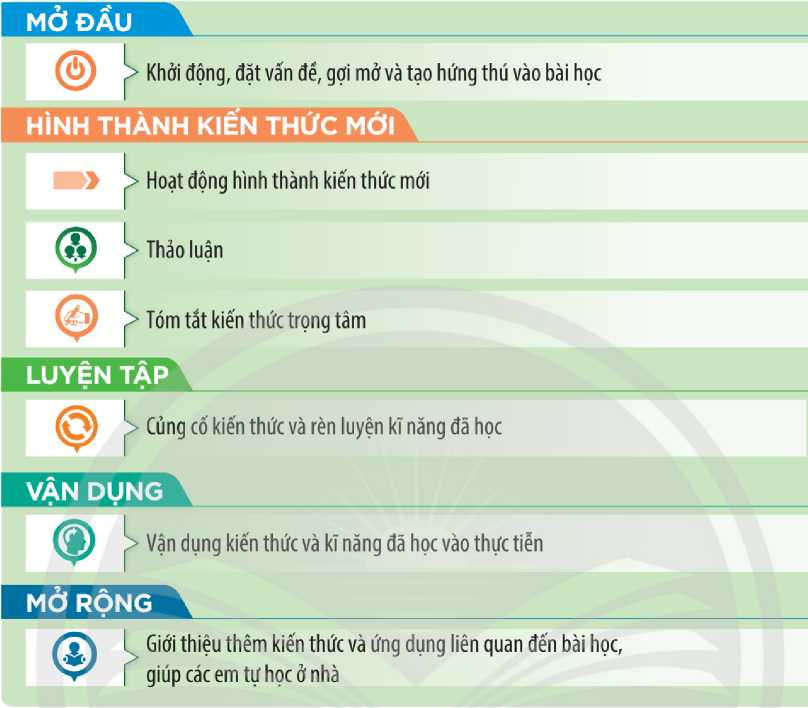 MỞ ĐẦU
Khởi động, đặt vấn đề, gợi mở và tạo hứng thú vào bài học
HÌNH THÀNH KIẾN THỨC MỚI
Hoạt động hình thành kiến thức mới
Thảo luận
Tóm tắt kiến thức trọng tâm
LUYỆN TẬP
Củng cố kiến thức và rèn luyện kĩ năng đã học
VẬN DỤNG
Vận dụng kiến thức và kĩ năng đã học vào thực tiễn
MỞ RỘNG
Giới thiệu thêm kiến thức và ứng dụng liên quan đến bài học,
giúp các em tự học ở nhà